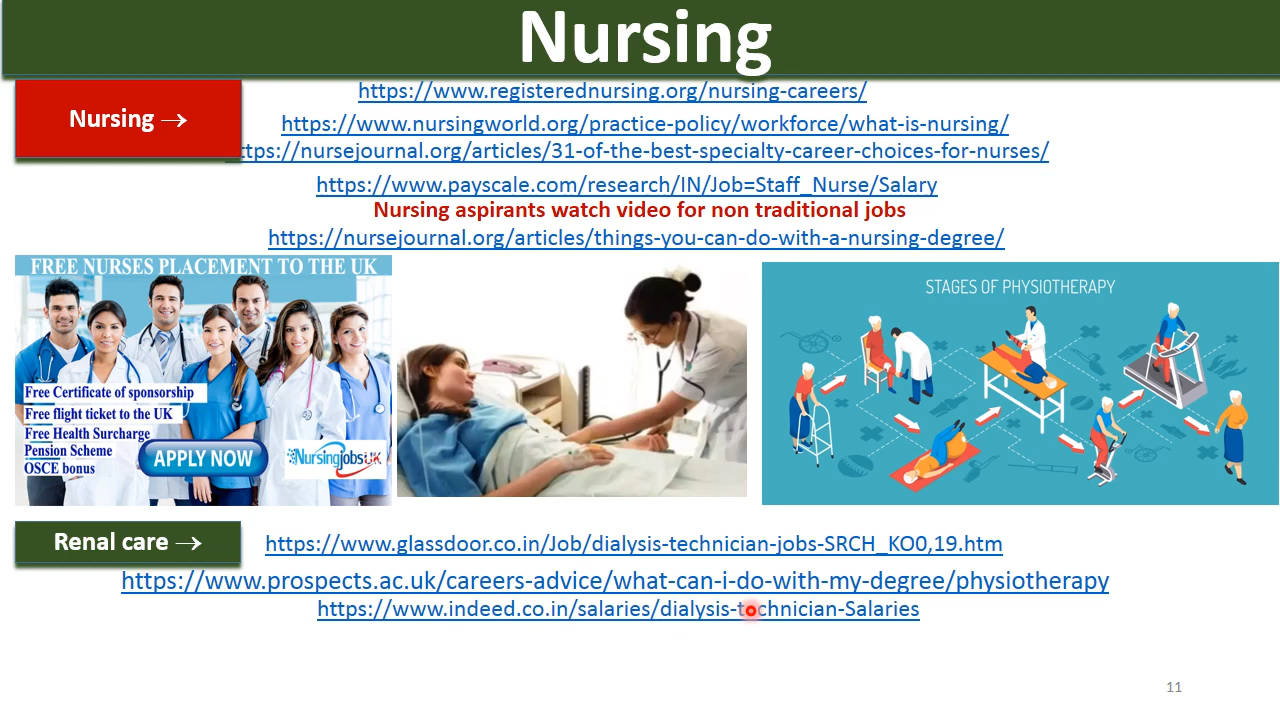 Nursing
Nursing →
https://www.registerednursing.org/nursing-careers/
https://www.nursingworld.org/practice-policy/workforce/what-is-nursing/
ttps://nursejournal.org/articles/31-of-the-best-specialty-career-choices-for-nurses/
https://www.payscale.com/research/IN/Job=Staff_Nurse/Salary
Nursing aspirants watch video for non traditional jobs
https://nursejournal.org/articles/things-you-can-do-with-a-nursing-degree/
FREE NURSES PLACEMENT TO THE UK
Free Certificate of sponsorship
Free flight ticket to the UK
Free Health Surcharge
Pension Scheme
OSCE bonus
APPLY NOW
NursingjobsUK
STAGES OF PHYSIOTHERAPY
Renal care →
https://www.glassdoor.co.in/Job/dialysis-technician-jobs-SRCH_KO0,19.htm
https://www.prospects.ac.uk/careers-advice/what-can-i-do-with-my-degree/physiotherapy
https://www.indeed.co.in/salaries/dialysis-technician-Salaries
11